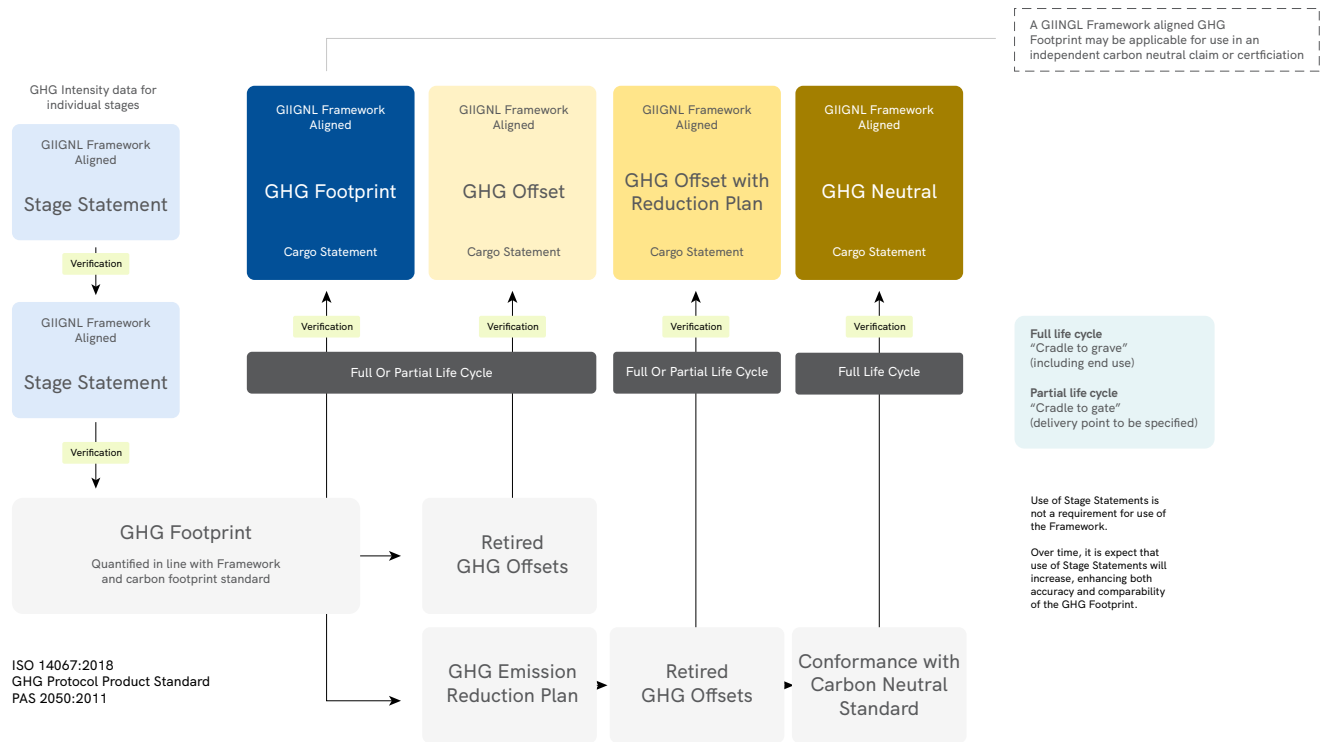 A GIINGL Framework aligned GHG
Footprint may be applicable for use in an
independent carbon neutral claim or certficiation
GHG Intensity data for
individual stages
GIIGNL Framework
Aligned
Stage Statement
Verification
GIIGNL Framework
Aligned
Stage Statement
Verification
GIIGNL Framework
Aligned
GHG Footprint
Cargo Statement
GIIGNL Framework
Aligned
GHG Offset
Cargo Statement
GIIGNL Framework
Aligned
GHG Offset with
Reduction Plan
Cargo Statement
GIIGNL Framework
Aligned
GHG Neutral
Cargo Statement
Verification
Verification
Verification
Verification
Full Or Partial Life Cycle
Full Or Partial Life Cycle
Full Life Cycle
Full life cycle
“Cradle to grave”
(including end use)
Partial life cycle
“Cradle to gate”
(delivery point to be specified)
GHG Footprint
Quantified in line with Framework
and carbon footprint standard
Retired
GHG Offsets
Use of Stage Statements is
not a requirement for use of
the Framework.
Over time, it is expect that
use of Stage Statements will
increase, enhancing both
accuracy and comparability
of the GHG Footprint.
ISO 14067:2018
GHG Protocol Product Standard
PAS 2050:2011
GHG Emission
Reduction Plan
Retired
GHG Offsets
Conformance with
Carbon Neutral
Standard